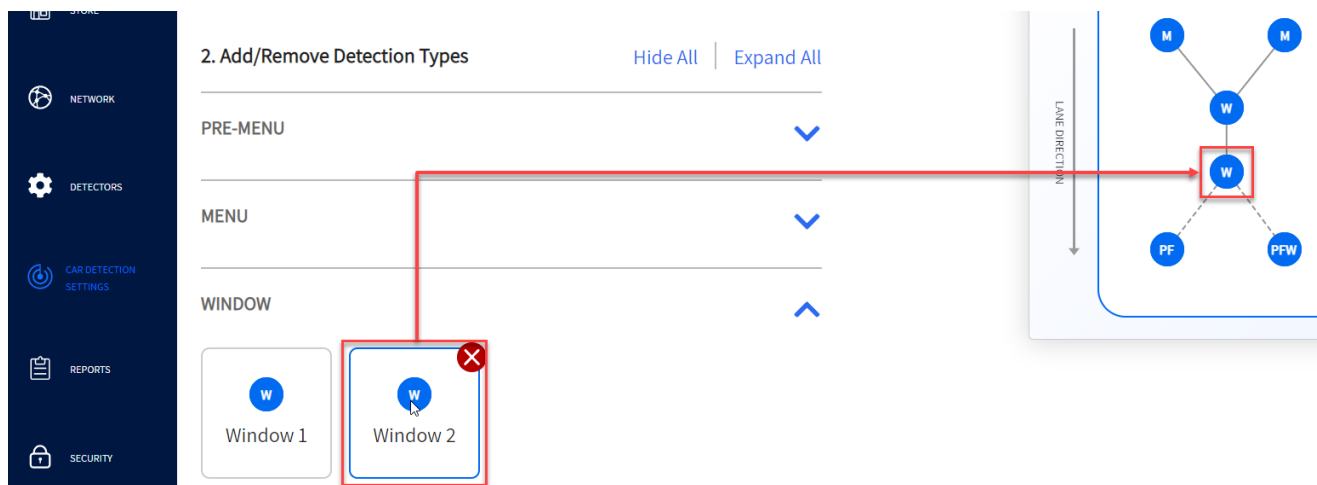 STORE
NETWORK
DETECTORS
CAR DETECTION
SETTINGS
REPORTS
SECURITY
2. Add/Remove Detection Types
Hide All
Expand All
PRE-MENU
MENU
WINDOW
W
Window 1
W
Window 2
LANE DIRECTION
M
M
W
W
PF
PFW